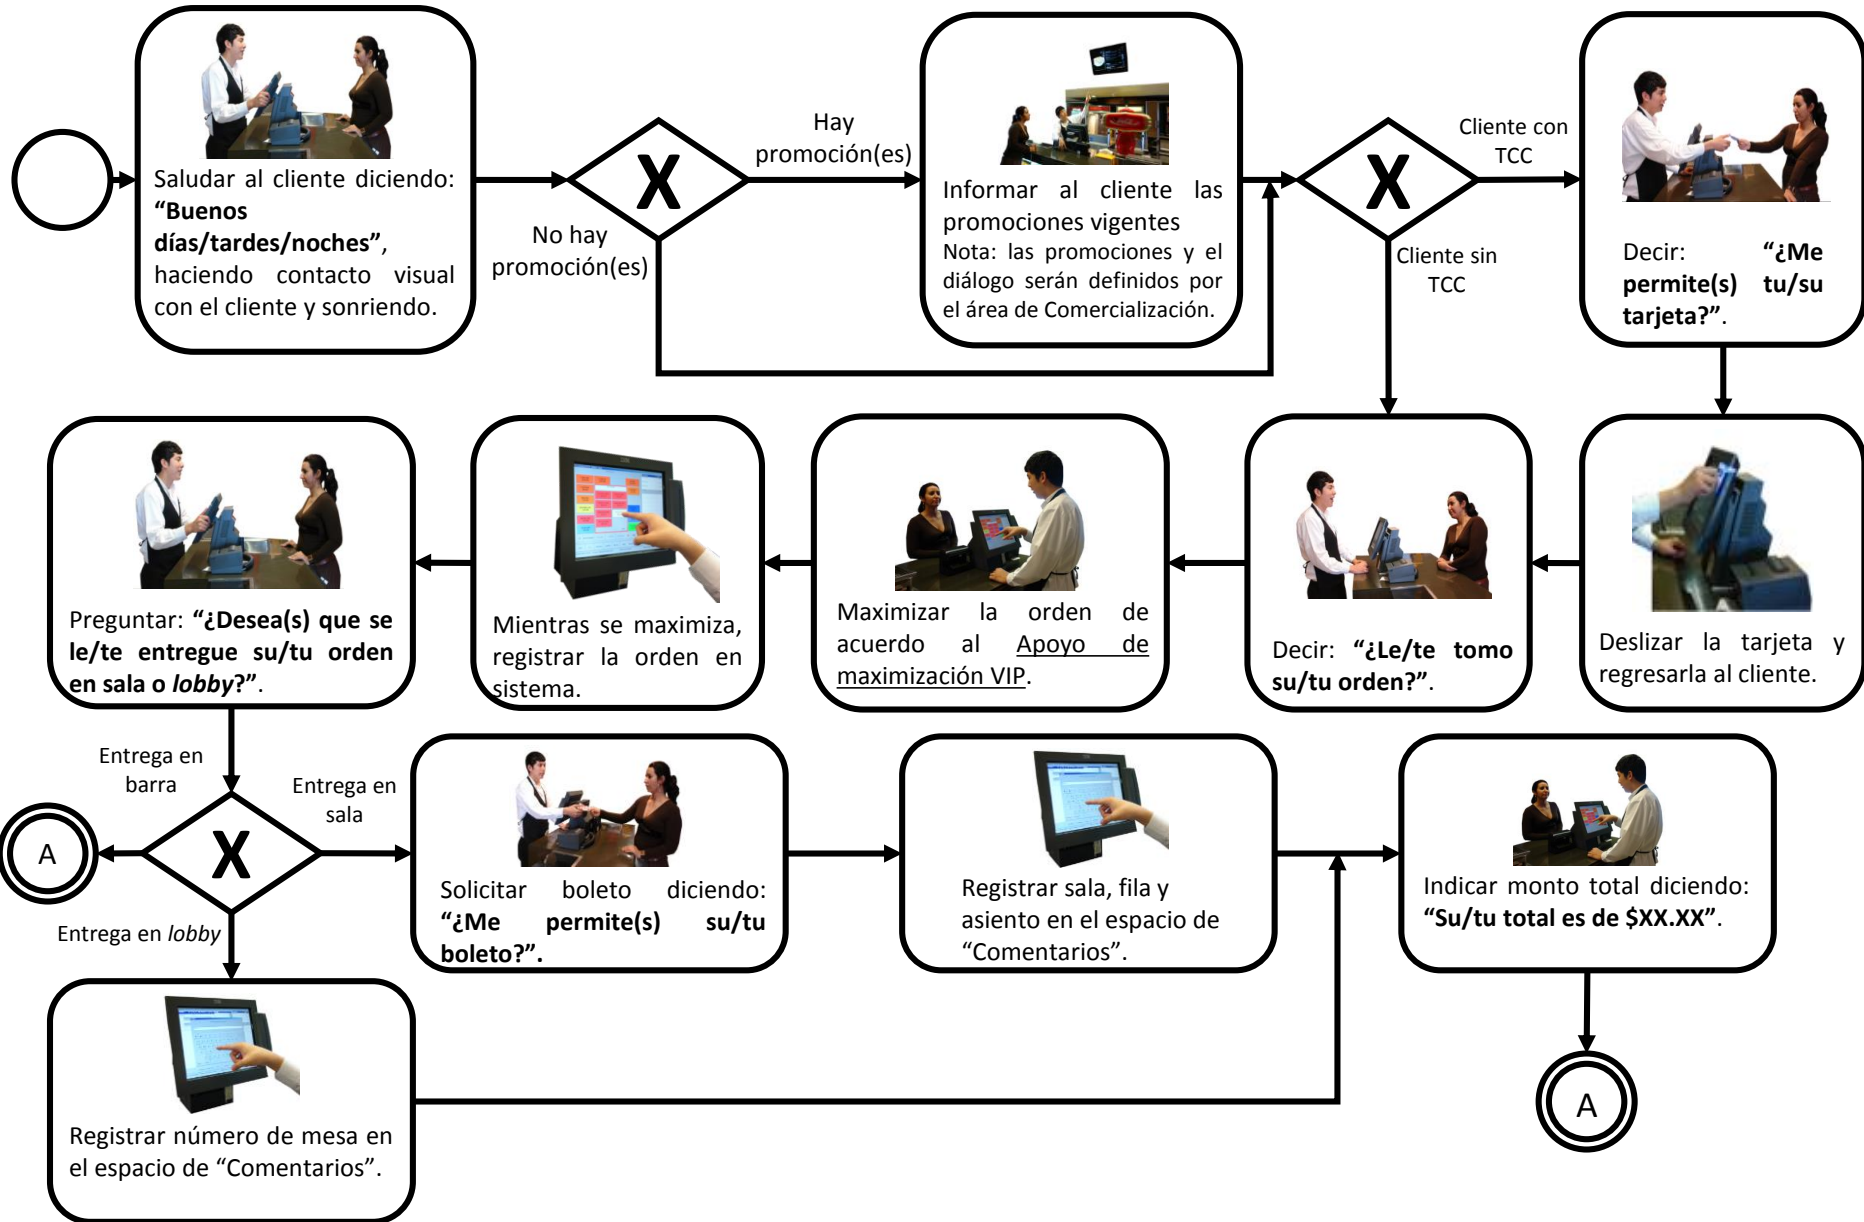 Saludar al cliente diciendo:
“Buenos
días/tardes/noches”,
haciendo contacto visual
con el cliente y sonriendo.
X
Hay
promoción(es)
No hay
promoción(es)
Informar al cliente las
promociones vigentes
Nota: las promociones y el
diálogo serán definidos por
el área de Comercialización.
X
Cliente con
TCC
Cliente sin
TCC
Decir: “¿Me
permite(s) tu/su
tarjeta?”.
Deslizar la tarjeta y
regresarla al cliente.
Decir: “¿Le/te tomo
su/tu orden?”.
Maximizar la orden de
acuerdo al Apoyo de
maximización VIP.
Mientras se maximiza,
registrar la orden en
sistema.
Preguntar: “¿Desea(s) que se
le/te entregue su/tu orden
en sala o lobby?”.
Entrega en
barra
A
X
Entrega en
sala
Entrega en lobby
Solicitar boleto diciendo:
“¿Me permite(s) su/tu
boleto?”.
Registrar sala, fila y
asiento en el espacio de
“Comentarios”.
Indicar monto total diciendo:
“Su/tu total es de $XX.XX”.
Registrar número de mesa en
el espacio de “Comentarios”.
A